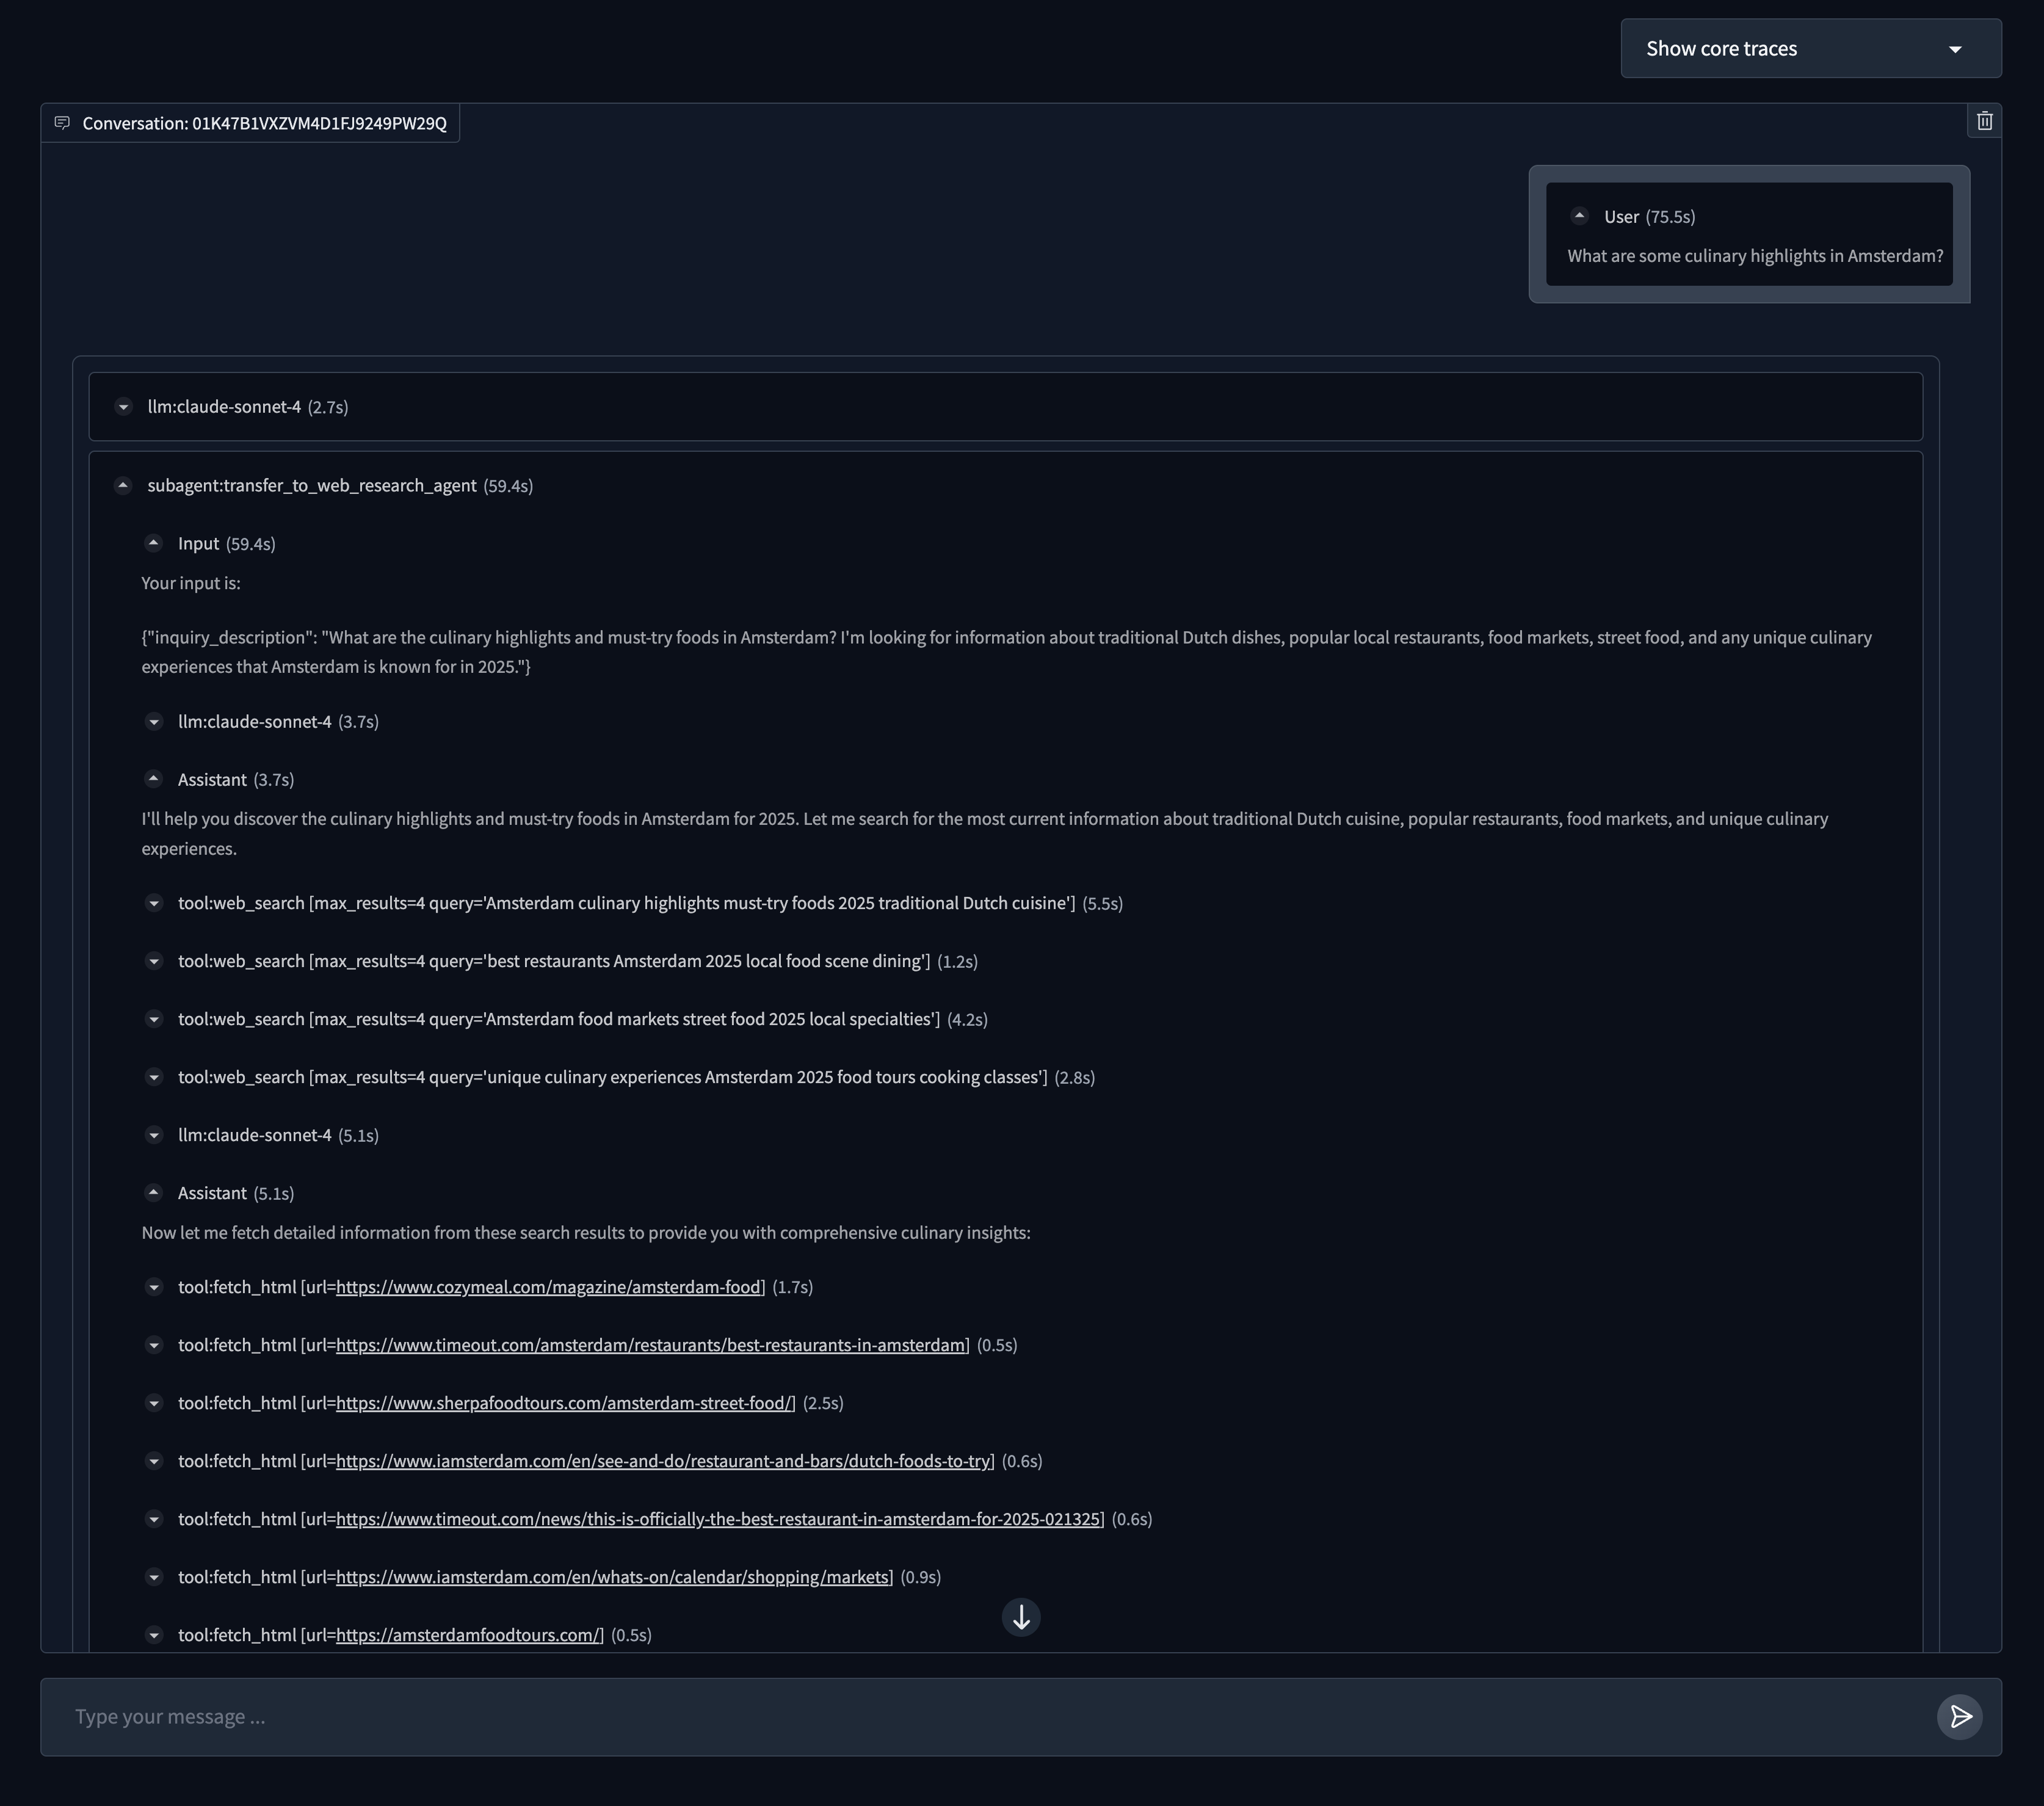 Show core traces
Conversation: 01K47B1VXZVM4D1FJ9249PW29Q
User (75.5s)
What are some culinary highlights in Amsterdam?
llm:claude-sonnet-4 (2.7s)
subagent:transfer_to_web_research_agent (59.4s)
Input (59.4s)
Your input is:
{"inquiry_description": "What are the culinary highlights and must-try foods in Amsterdam? I'm looking for information about traditional Dutch dishes, popular local restaurants, food markets, street food, and any unique culinary
experiences that Amsterdam is known for in 2025."}
llm:claude-sonnet-4 (3.7s)
Assistant (3.7s)
I'll help you discover the culinary highlights and must-try foods in Amsterdam for 2025. Let me search for the most current information about traditional Dutch cuisine, popular restaurants, food markets, and unique culinary
experiences.
tool:web_search [max_results=4 query='Amsterdam culinary highlights must-try foods 2025 traditional Dutch cuisine'] (5.5s)
tool:web_search [max_results=4 query='best restaurants Amsterdam 2025 local food scene dining'] (1.2s)
tool:web_search [max_results=4 query='Amsterdam food markets street food 2025 local specialties'] (4.2s)
tool:web_search [max_results=4 query='unique culinary experiences Amsterdam 2025 food tours cooking classes'] (2.8s)
llm:claude-sonnet-4 (5.1s)
Assistant (5.1s)
Now let me fetch detailed information from these search results to provide you with comprehensive culinary insights:
tool:fetch_html [url=https://www.cozymeal.com/magazine/amsterdam-food] (1.7s)
tool:fetch_html [url=https://www.timeout.com/amsterdam/restaurants/best-restaurants-in-amsterdam] (0.5s)
tool:fetch_html [url=https://www.sherpafoodtours.com/amsterdam-street-food/] (2.5s)
tool:fetch_html [url=https://www.iamsterdam.com/en/see-and-do/restaurant-and-bars/dutch-foods-to-try] (0.6s)
tool:fetch_html [url=https://www.timeout.com/news/this-is-officially-the-best-restaurant-in-amsterdam-for-2025-021325] (0.6s)
tool:fetch_html [url=https://www.iamsterdam.com/en/whats-on/calendar/shopping/markets] (0.9s)
tool:fetch_html [url=https://amsterdamfoodtours.com/] (0.5s)
Type your message ...